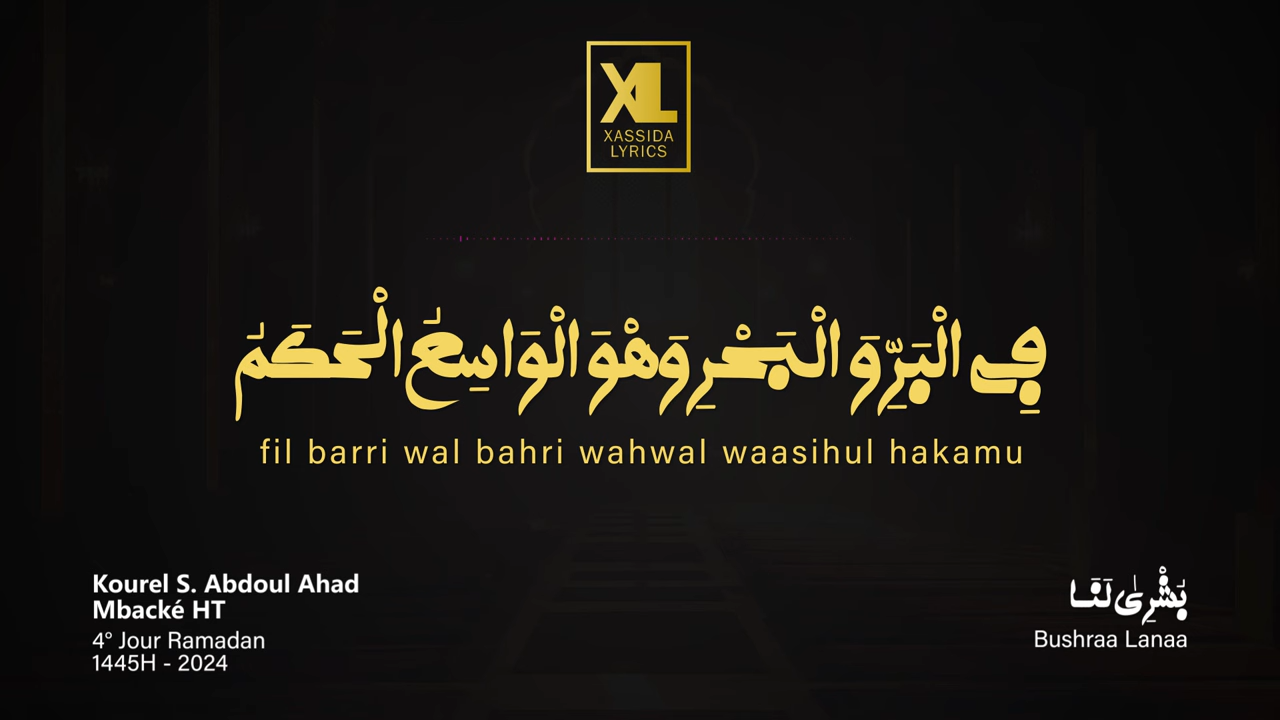 XL
XASSIDA
LYRICS
فِي الْبَرِّ وَ الْبَحْرِ وَهْوَ الْوَاسِعُ الْحَكَمُ
fil barri wal bahri wahwal waasihul hakamu
Kourel S. Abdoul Ahad
Mbacké HT
4° Jour Ramadan
1445H - 2024
بُشْرٰى لَنَا
Bushraa Lanaa